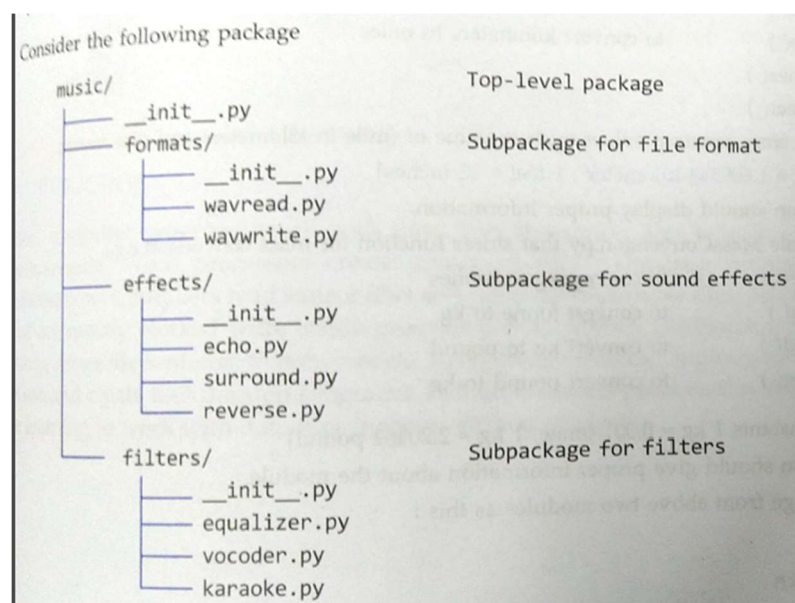 Consider the following package
music/ Top-level package
__init__.py
formats/ Subpackage for file format
__init__.py
wavread.py
wavwrite.py
effects/ Subpackage for sound effects
__init__.py
echo.py
surround.py
reverse.py
filters/ Subpackage for filters
__init__.py
equalizer.py
vocoder.py
karaoke.py